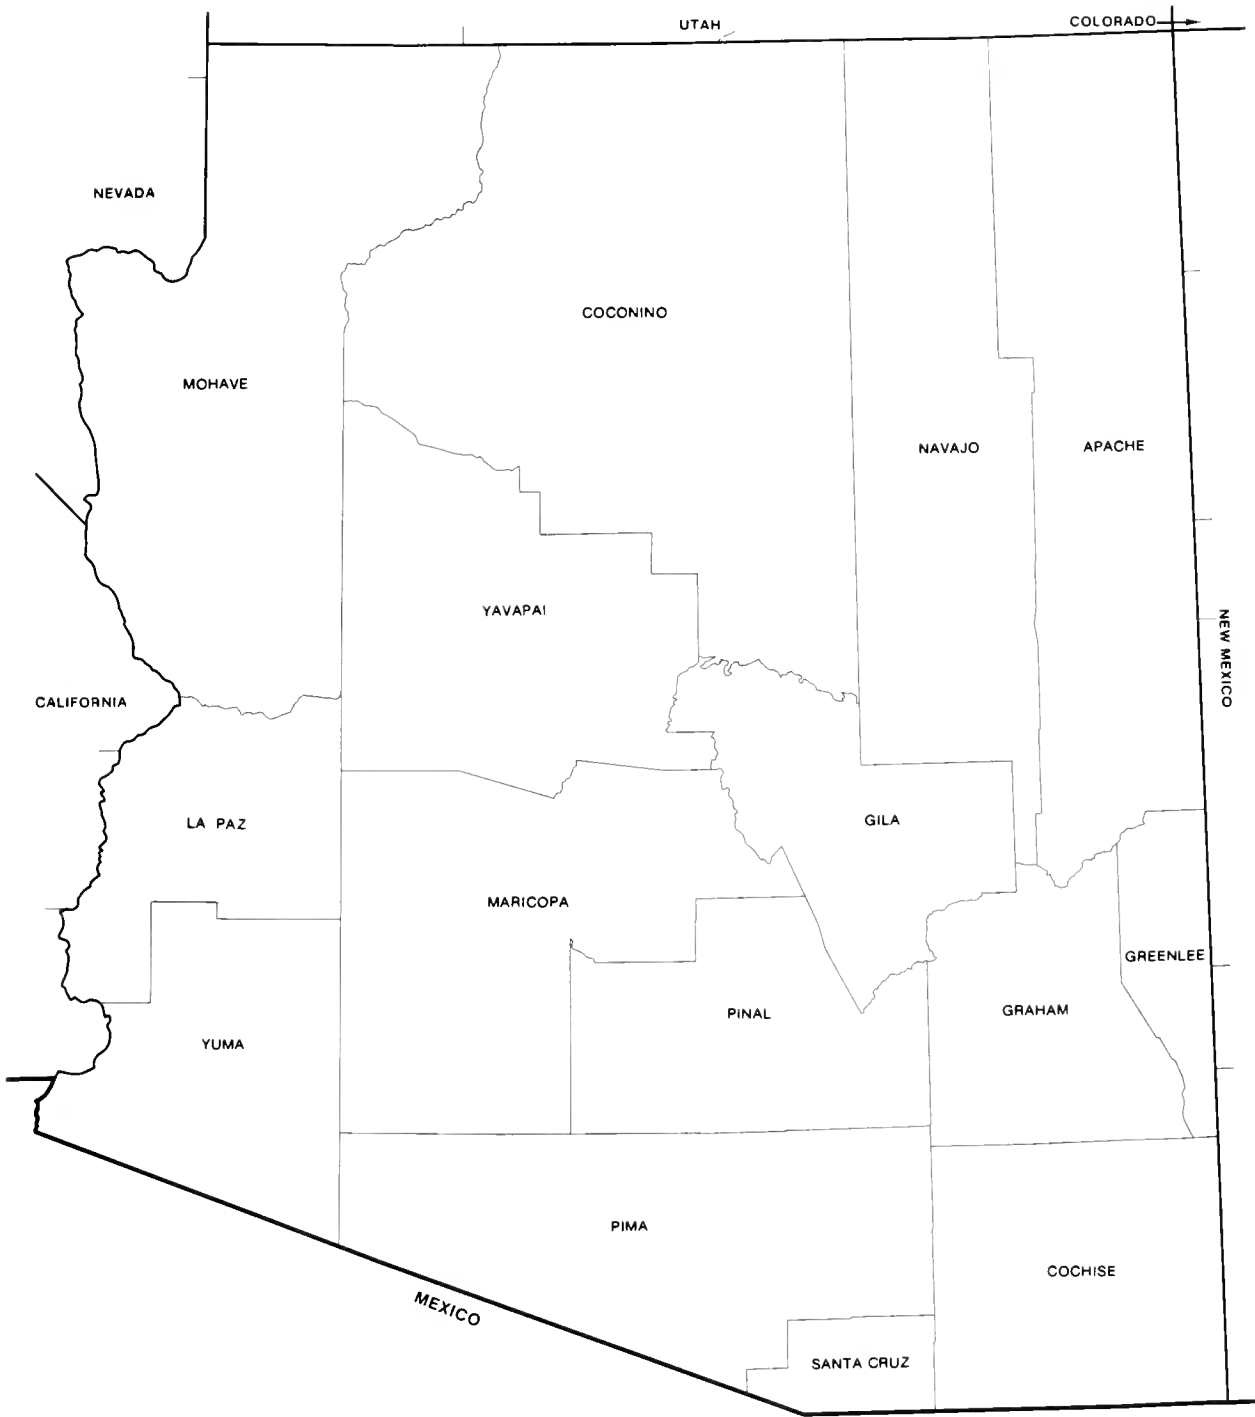 UTAH
COLORADO
NEVADA
COCONINO
MOHAVE
NAVAJO
APACHE
YAVAPAI
NEW MEXICO
CALIFORNIA
LA PAZ
GILA
MARICOPA
GREENLEE
GRAHAM
PINAL
YUMA
PIMA
COCHISE
MEXICO
SANTA CRUZ